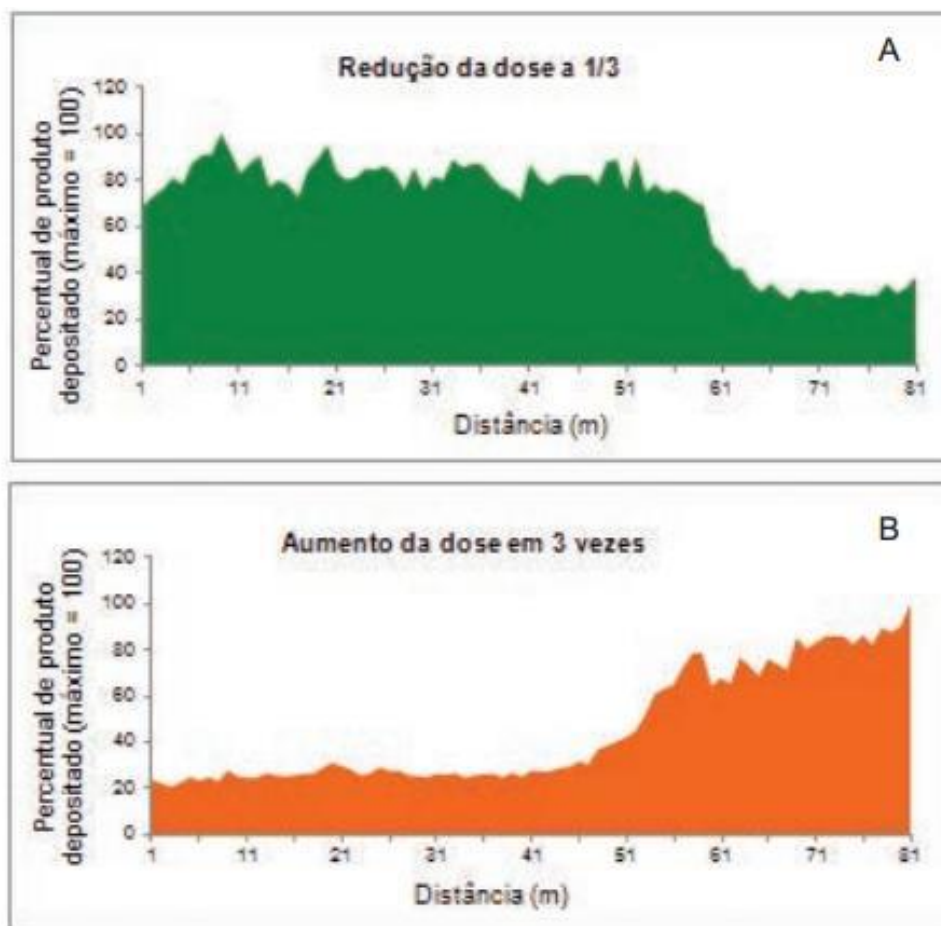 A
Redução da dose a 1/3
Percentual de produto
depositado (máximo = 100)
120
100
80
60
40
20
0
1 11 21 31 41 51 61 71 81
Distância (m)
B
Aumento da dose em 3 vezes
Percentual de produto
depositado (máximo = 100)
120
100
80
60
40
20
0
1 11 21 31 41 51 61 71 81
Distância (m)